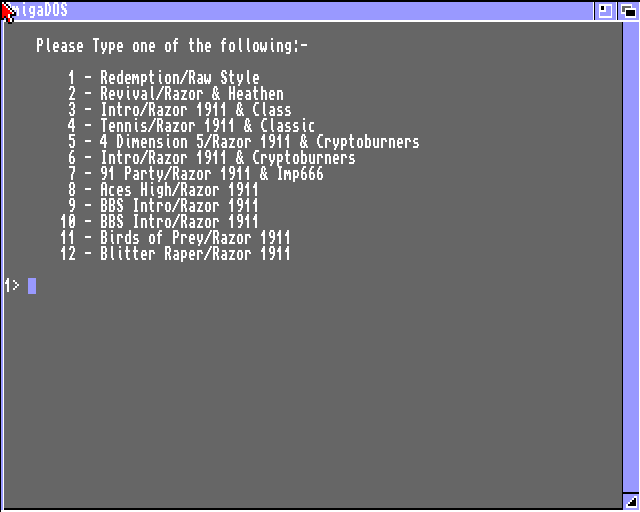 AmigaDOS
Please Type one of the following:-
1 - Redemption/Raw Style
2 - Revival/Razor & Heathen
3 - Intro/Razor 1911 & Class
4 - Tennis/Razor 1911 & Classic
5 - 4 Dimension 5/Razor 1911 & Cryptoburners
6 - Intro/Razor 1911 & Cryptoburners
7 - 91 Party/Razor 1911 & Imp666
8 - Aces High/Razor 1911
9 - BBS Intro/Razor 1911
10 - BBS Intro/Razor 1911
11 - Birds of Prey/Razor 1911
12 - Blitter Raper/Razor 1911
1>